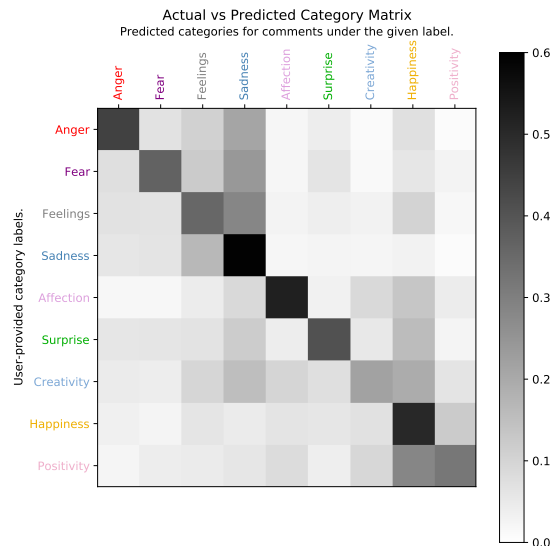 Actual vs Predicted Category Matrix
Predicted categories for comments under the given label.
Anger
Fear
Feelings
Sadness
Affection
Surprise
Creativity
Happiness
Positivity
User-provided category labels.
Anger
Fear
Feelings
Sadness
Affection
Surprise
Creativity
Happiness
Positivity
0.6
0.5
0.4
0.3
0.2
0.1
0.0